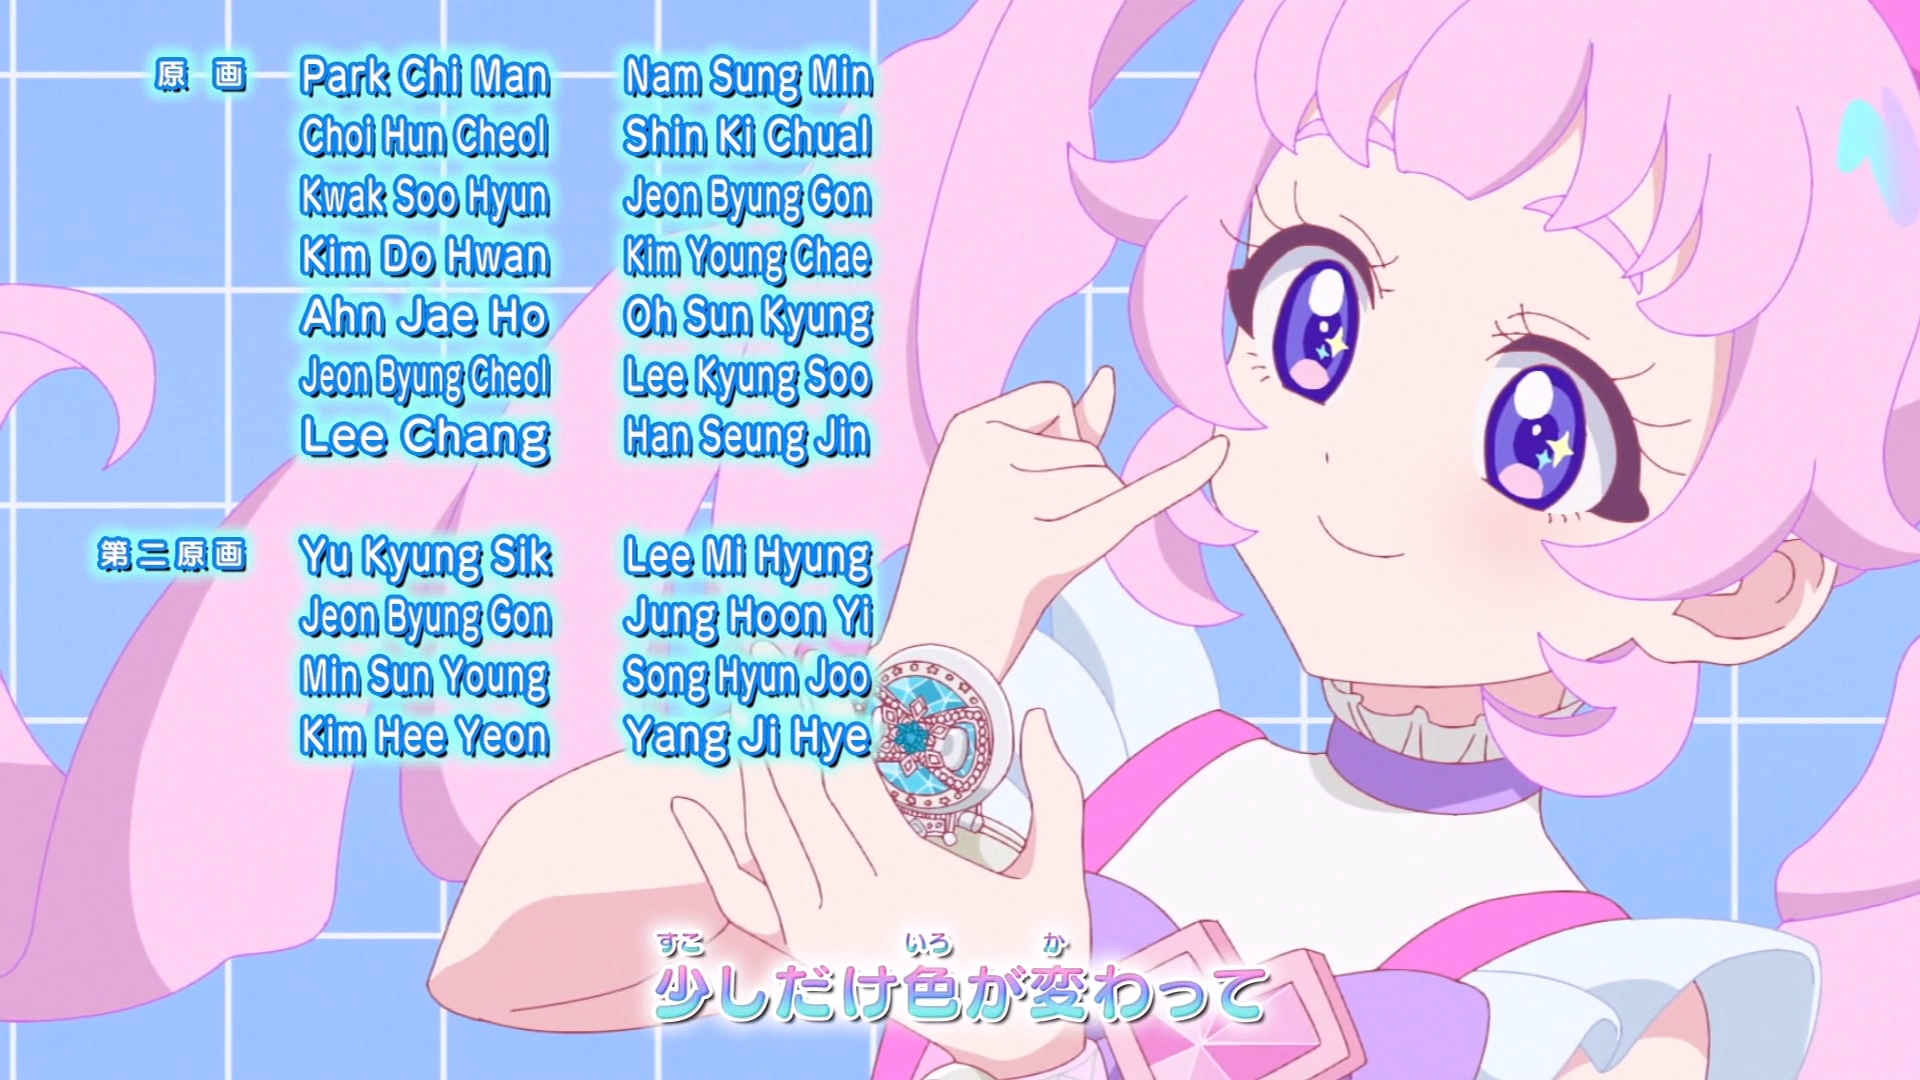 原画 Park Chi Man Nam Sung Min
Choi Hun Cheol Shin Ki Chual
Kwak Soo Hyun Jeon Byung Gon
Kim Do Hwan Kim Young Chae
Ahn Jae Ho Oh Sun Kyung
Jeon Byung Cheol Lee Kyung Soo
Lee Chang Han Seung Jin
第二原画 Yu Kyung Sik Lee Mi Hyung
Jeon Byung Gon Jung Hoon Yi
Min Sun Young Song Hyun Joo
Kim Hee Yeon Yang Ji Hye
すこ いろ か
少しだけ色が変わって